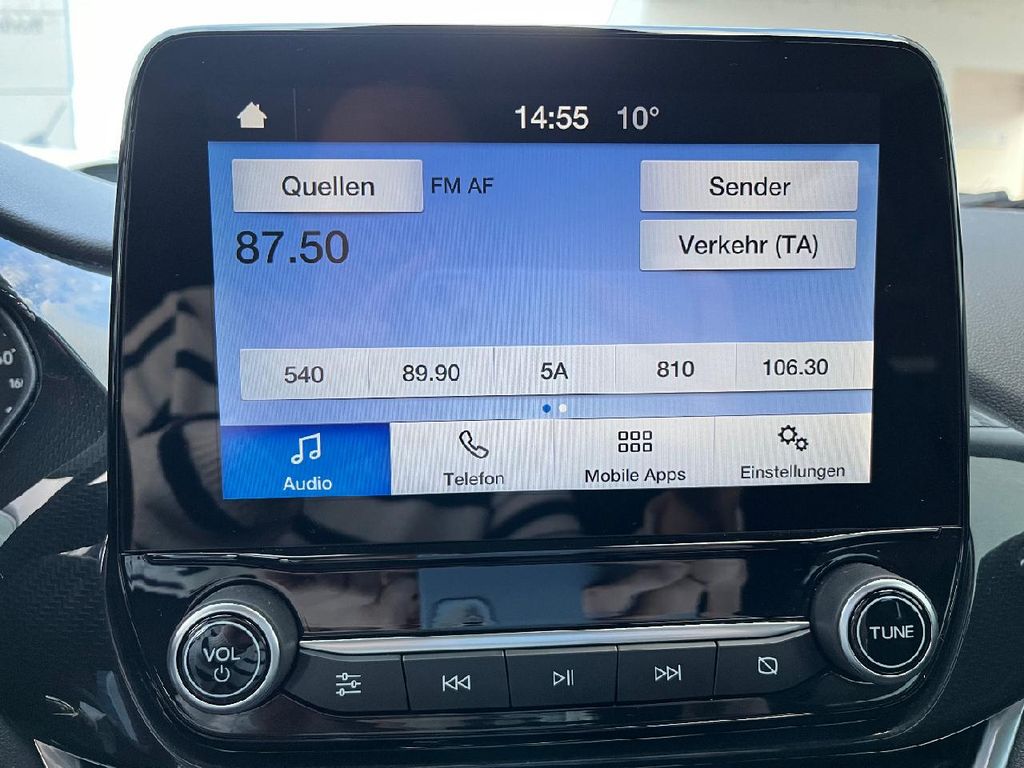 14:55 10°
Quellen FM AF Sender
87.50 Verkehr (TA)
540 89.90 5A 810 106.30
Audio Telefon Mobile Apps Einstellungen
VOL TUNE